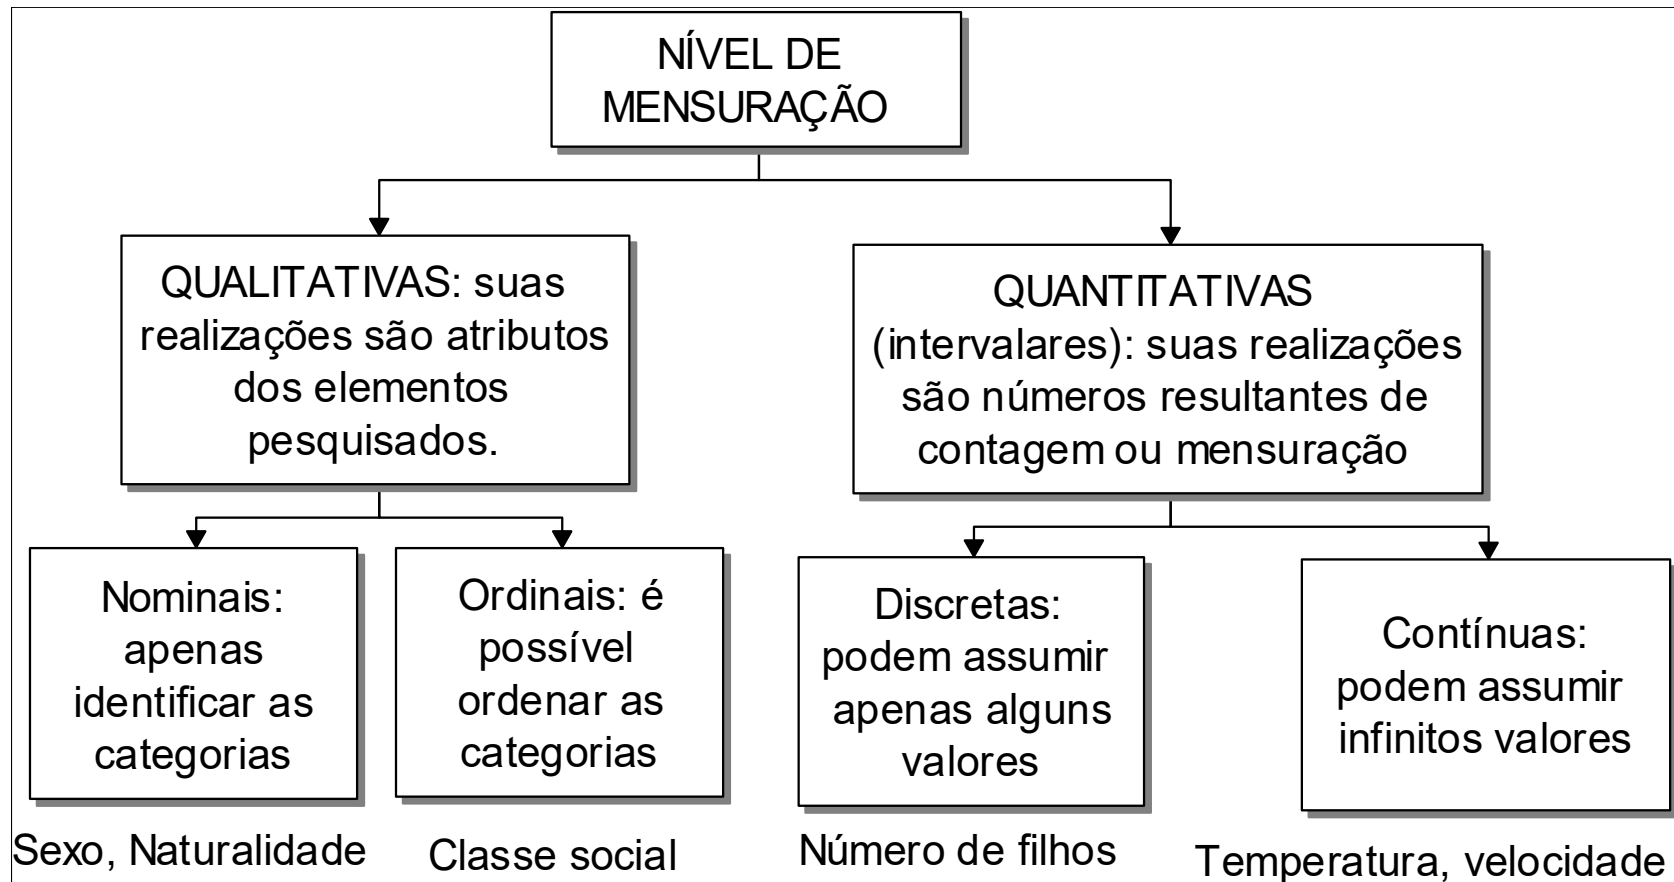 NÍVEL DE
MENSURAÇÃO
QUALITATIVAS: suas
realizações são atributos
dos elementos
pesquisados.
QUANTITATIVAS
(intervalares): suas realizações
são números resultantes de
contagem ou mensuração
Nominais:
apenas
identificar as
categorias
Ordinais: é
possível
ordenar as
categorias
Discretas:
podem assumir
apenas alguns
valores
Contínuas:
podem assumir
infinitos valores
Sexo, Naturalidade
Classe social
Número de filhos
Temperatura, velocidade